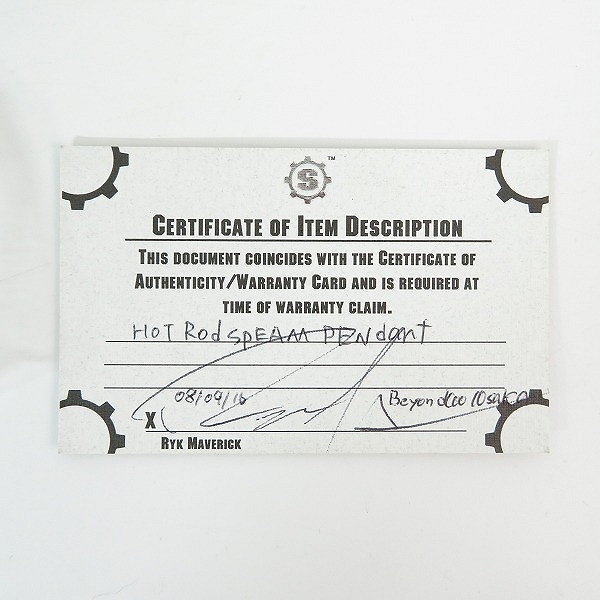 S ™
CERTIFICATE OF ITEM DESCRIPTION
THIS DOCUMENT COINCIDES WITH THE CERTIFICATE OF
AUTHENTICITY/WARRANTY CARD AND IS REQUIRED AT
TIME OF WARRANTY CLAIM.
HOT Rod SPEAM PENdant
08/09/16
X
RYK MAVERICK